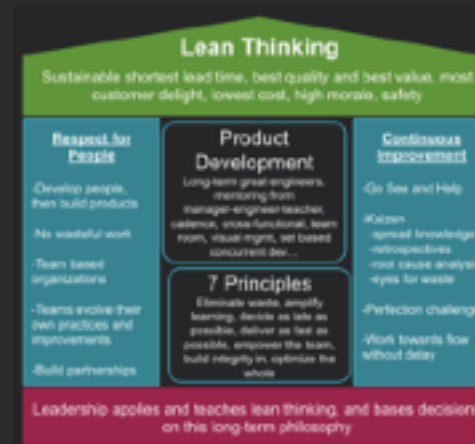 Lean Thinking
Sustainable shortest lead time, best quality and best value, most
customer delight, lowest cost, high morale, safety
Respect for
People
-Develop people,
then build products
-No wasteful work
-Team based
organizations
-Teams evolve their
own practices and
improvements
-Build partnerships
Product
Development
Long-term great engineers,
mentoring from
manager-engineer-teacher,
cadence, cross-functional, team
room, visual mgmt, set based
concurrent dev...
7 Principles
Eliminate waste, amplify
learning, decide as late as
possible, deliver as fast as
possible, empower the team,
build integrity in, optimize the
whole
Continuous
Improvement
-Go See and Help
-Kaizen
-spread knowledge
-retrospectives
-root cause analysis
-eyes for waste
-Perfection challenge
-Work towards flow
without delay
Leadership applies and teaches lean thinking, and bases decisions
on this long-term philosophy